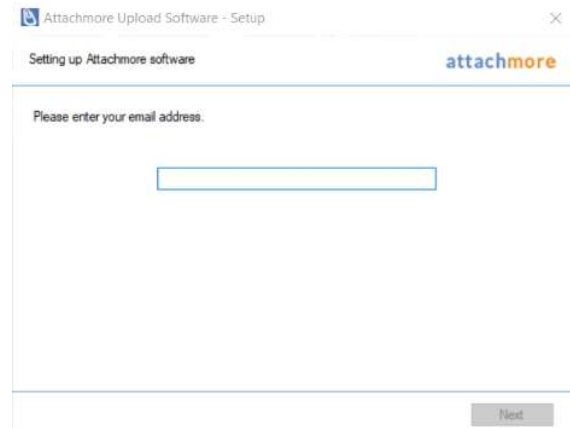 Attachmore Upload Software - Setup
Setting up Attachmore software
attachmore
Please enter your email address.
Next